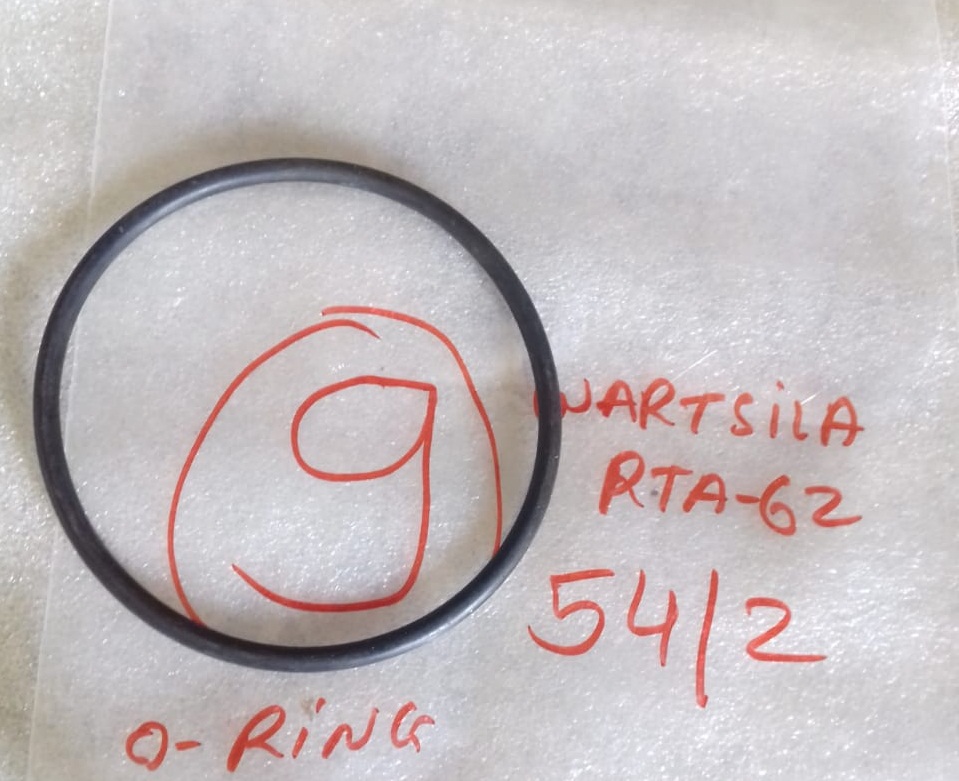 9
WARTSiLA
RTA-62
54/2
O-RiNG